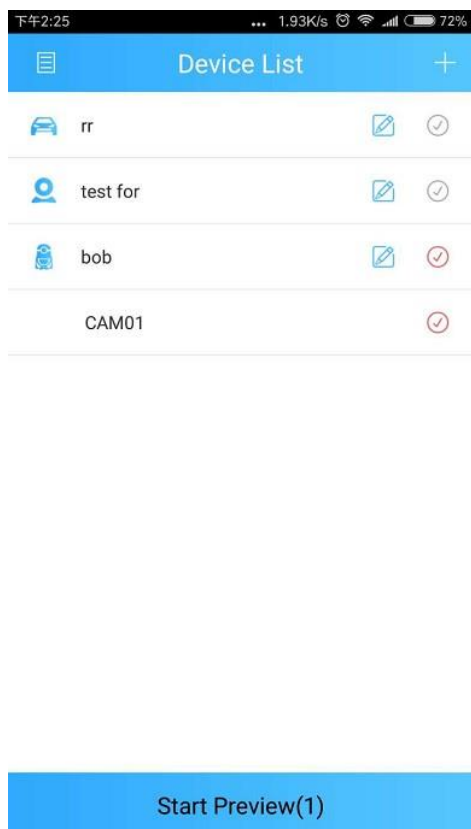 下午2:25 ... 1.93K/s 72%
Device List
rr
test for
bob
CAM01
Start Preview(1)